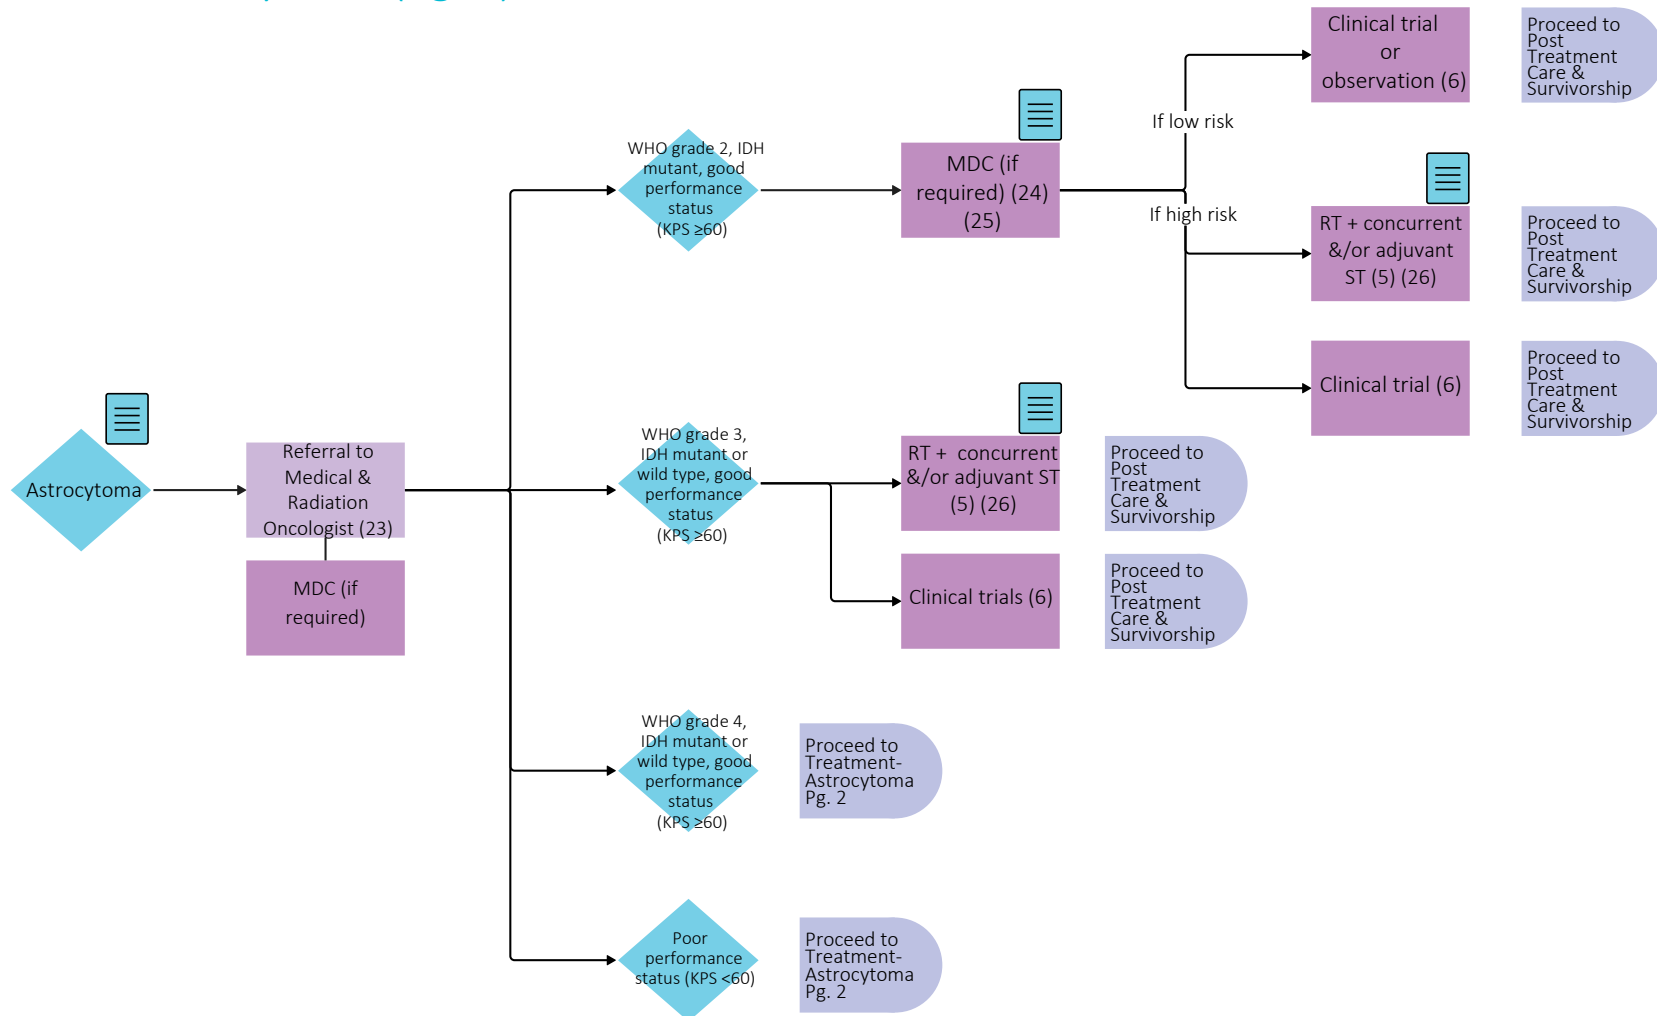 Clinical trial
or
observation (6)
Proceed to
Post
Treatment
Care &
Survivorship
If low risk
WHO grade 2, IDH
mutant, good
performance
status
(KPS ≥60)
MDC (if
required) (24)
(25)
If high risk
RT + concurrent
&/or adjuvant
ST (5) (26)
Proceed to
Post
Treatment
Care &
Survivorship
Clinical trial (6)
Proceed to
Post
Treatment
Care &
Survivorship
Astrocytoma
Referral to
Medical &
Radiation
Oncologist (23)
MDC (if
required)
WHO grade 3,
IDH mutant or
wild type, good
performance
status
(KPS ≥60)
RT + concurrent
&/or adjuvant ST
(5) (26)
Proceed to
Post
Treatment
Care &
Survivorship
Clinical trials (6)
Proceed to
Post
Treatment
Care &
Survivorship
WHO grade 4,
IDH mutant or
wild type, good
performance
status
(KPS ≥60)
Proceed to
Treatment-
Astrocytoma
Pg. 2
Poor
performance
status (KPS <60)
Proceed to
Treatment-
Astrocytoma
Pg. 2